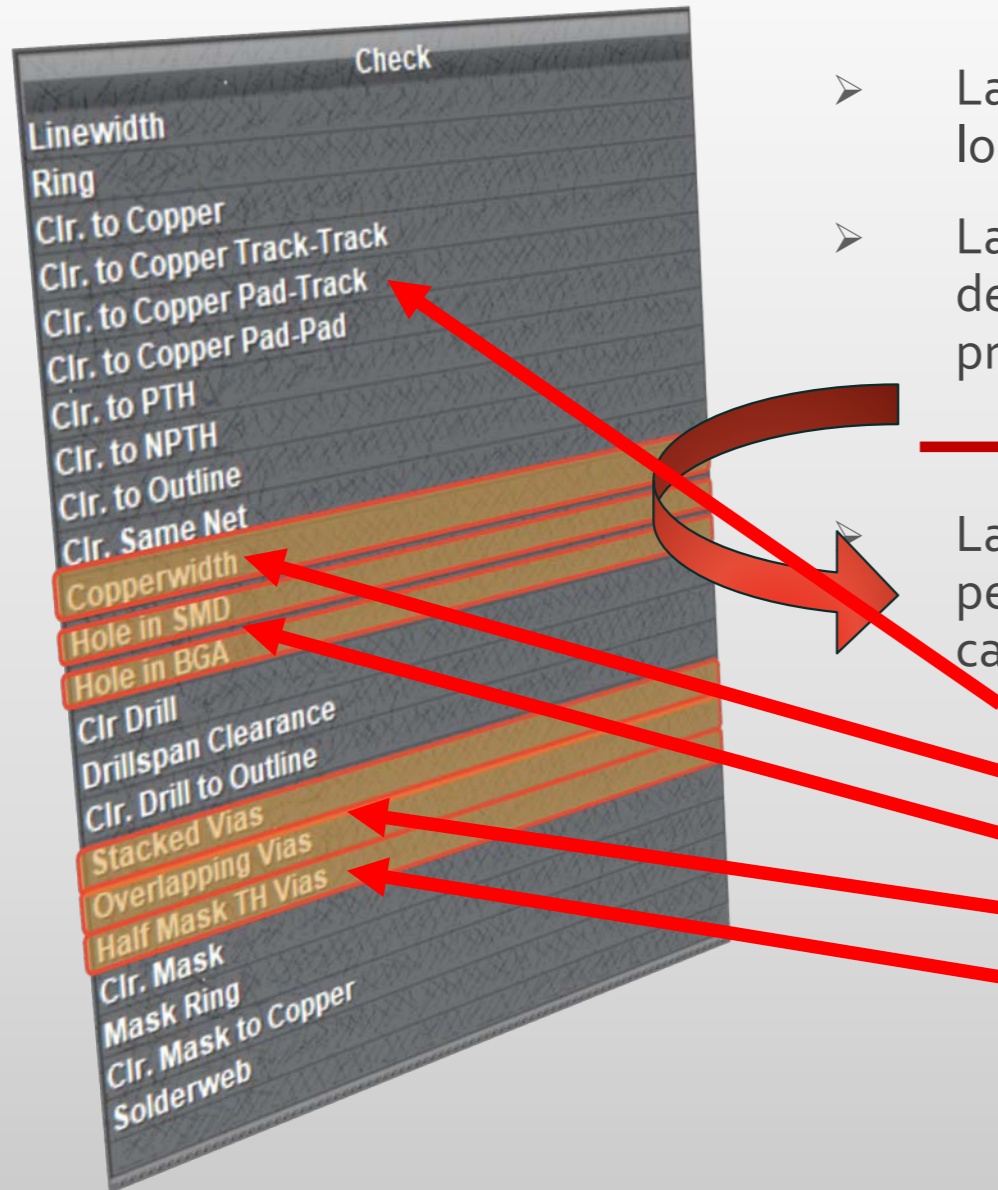 Check
Linewidth
Ring
Clr. to Copper
Clr. to Copper Track-Track
Clr. to Copper Pad-Track
Clr. to Copper Pad-Pad
Clr. to PTH
Clr. to NPTH
Clr. to Outline
Clr. Same Net
Copperwidth
Hole in SMD
Hole in BGA
Clr Drill
Drillspan Clearance
Clr. Drill to Outline
Stacked Vias
Overlapping Vias
Half Mask TH Vias
Clr. Mask
Mask Ring
Clr. Mask to Copper
Solderweb
La
lo
La
de
pr
La
pe
ca